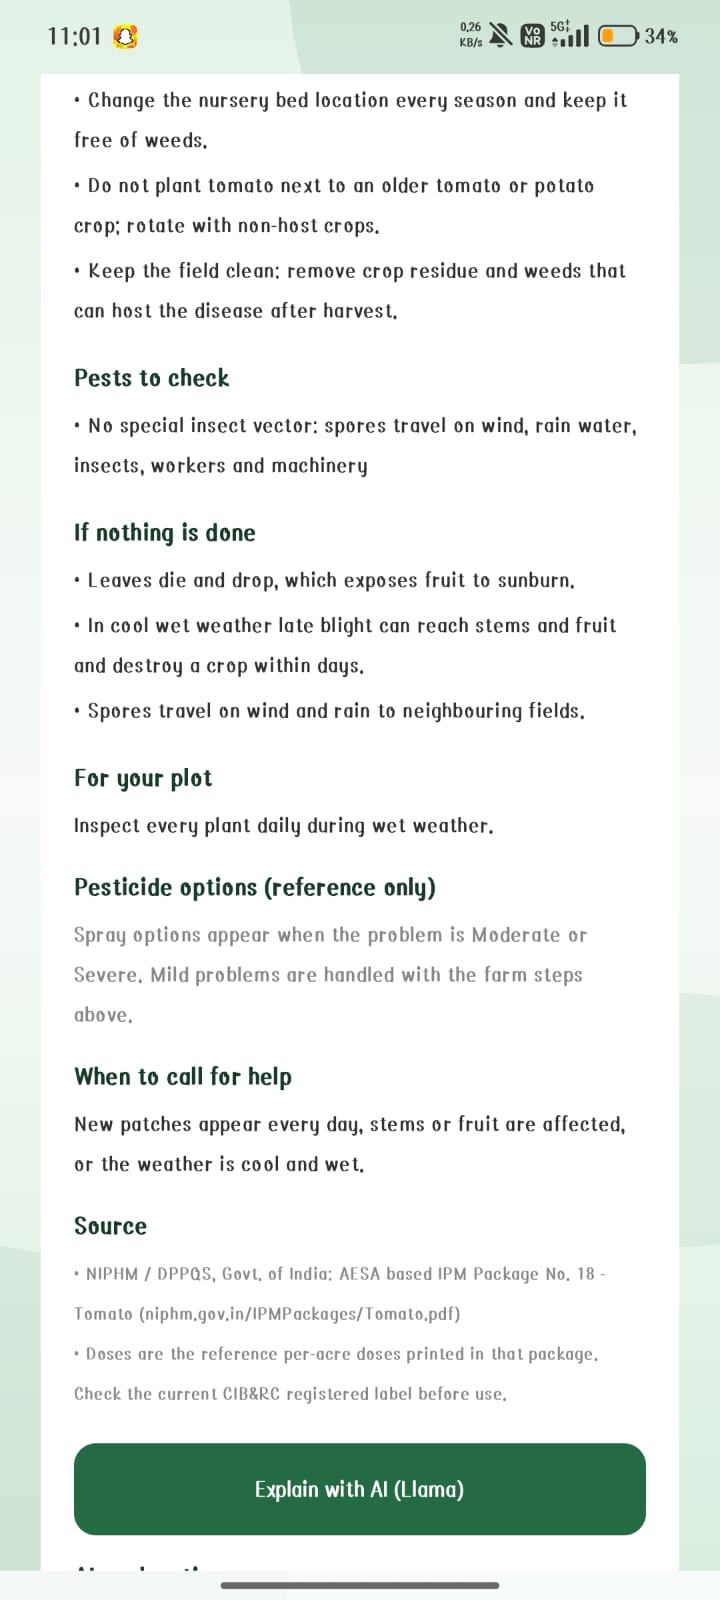 11:01
0,26
KB/s
Vo
NR
5G
34%
• Change the nursery bed location every season and keep it
free of weeds.
• Do not plant tomato next to an older tomato or potato
crop; rotate with non-host crops.
• Keep the field clean: remove crop residue and weeds that
can host the disease after harvest.
Pests to check
• No special insect vector: spores travel on wind, rain water,
insects, workers and machinery
If nothing is done
• Leaves die and drop, which exposes fruit to sunburn.
• In cool wet weather late blight can reach stems and fruit
and destroy a crop within days.
• Spores travel on wind and rain to neighbouring fields.
For your plot
Inspect every plant daily during wet weather.
Pesticide options (reference only)
Spray options appear when the problem is Moderate or
Severe. Mild problems are handled with the farm steps
above.
When to call for help
New patches appear every day, stems or fruit are affected,
or the weather is cool and wet.
Source
• NIPHM / DPPQS, Govt. of India: AESA based IPM Package No. 18 -
Tomato (niphm.gov.in/IPMPackages/Tomato.pdf)
• Doses are the reference per-acre doses printed in that package.
Check the current CIB&RC registered label before use.
Explain with AI (Llama)